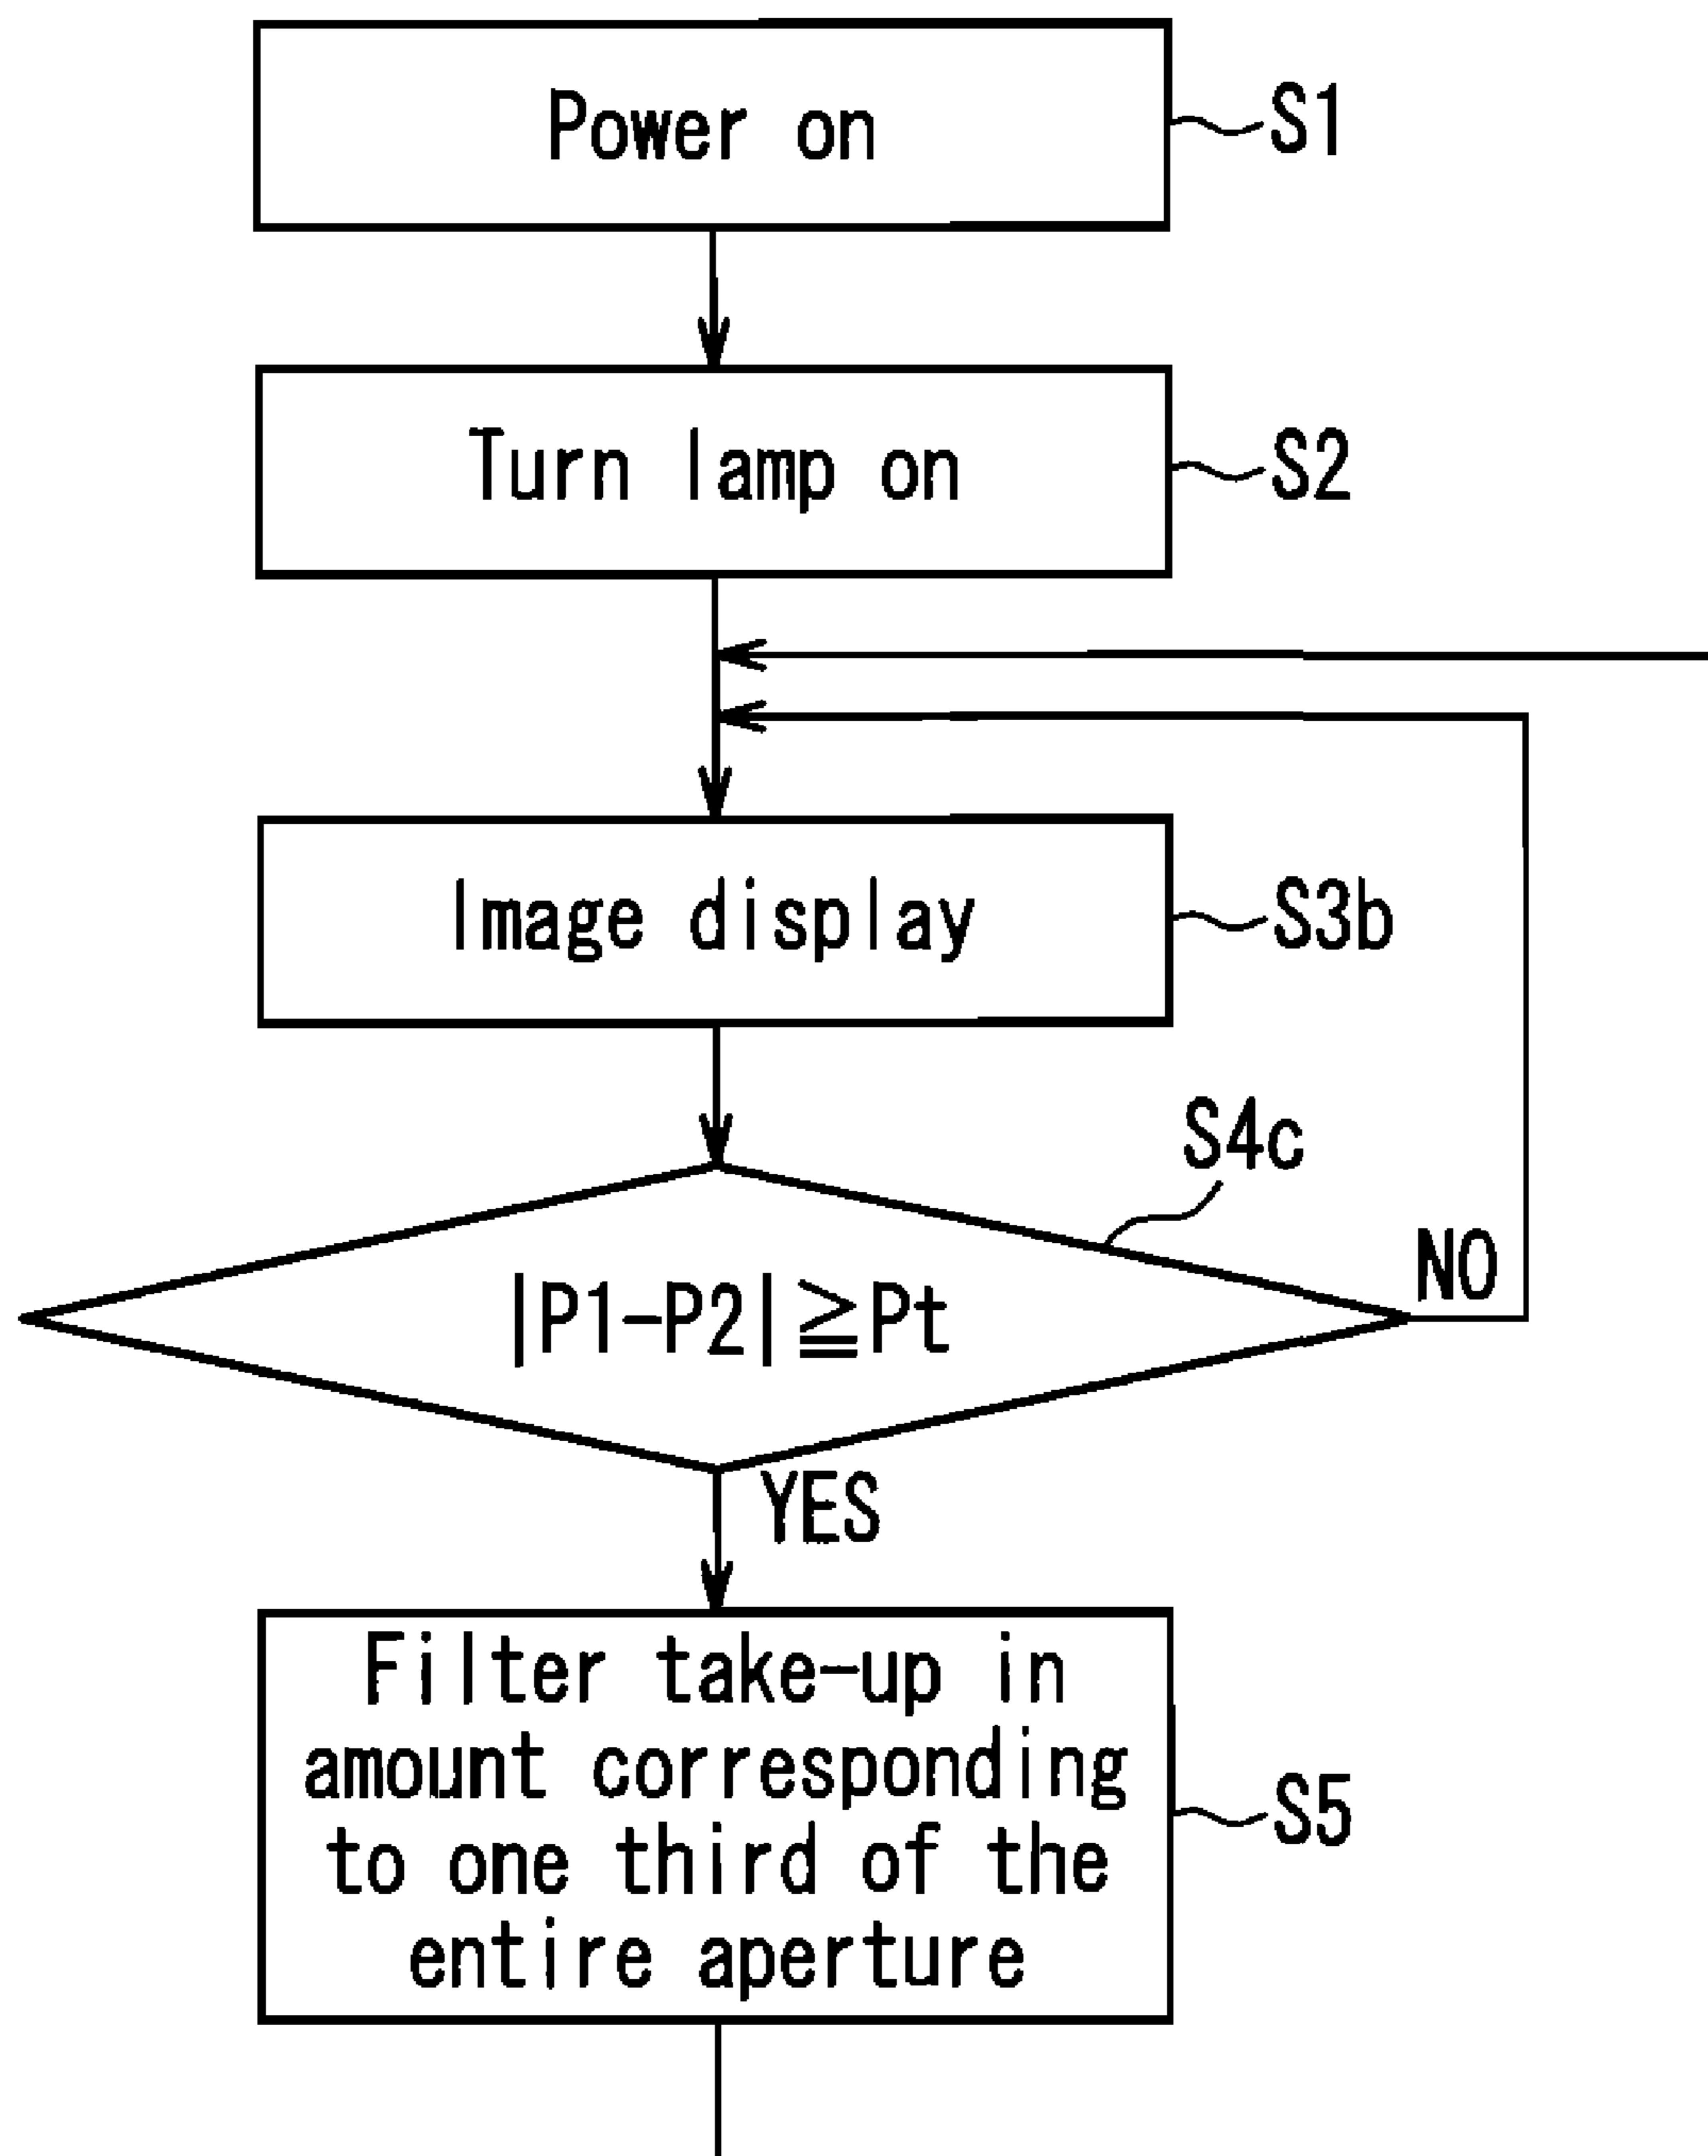 Power on
S1
Turn lamp on
S2
Image display
S3b
S4c
|P1-P2|≧Pt
NO
YES
Filter take-up in
amount corresponding
to one third of the
entire aperture
S5